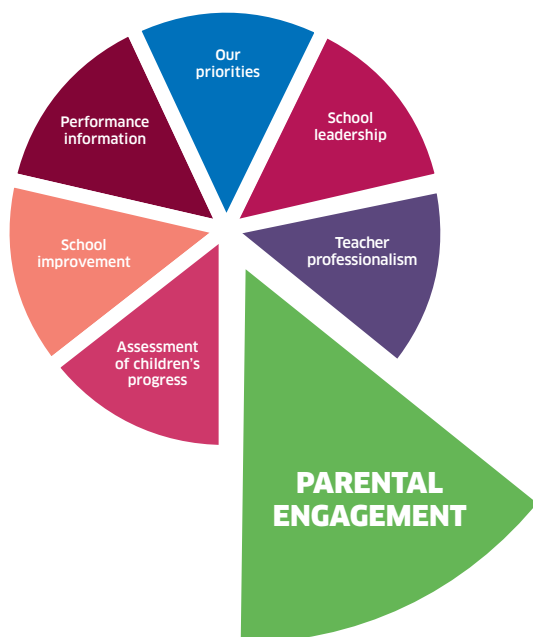 Our
priorities
School
leadership
Teacher
professionalism
PARENTAL
ENGAGEMENT
Assessment
of children's
progress
School
improvement
Performance
information